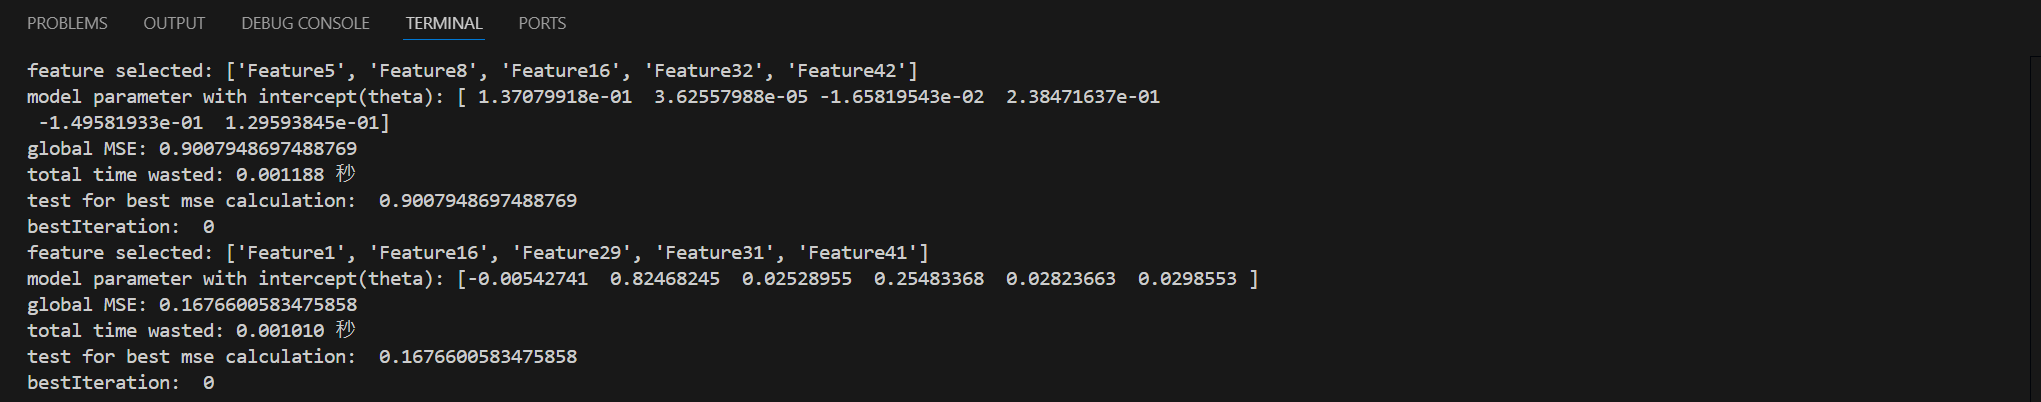 PROBLEMS OUTPUT DEBUG CONSOLE TERMINAL PORTS
feature selected: ['Feature5', 'Feature8', 'Feature16', 'Feature32', 'Feature42']
model parameter with intercept(theta): [ 1.37079918e-01  3.62557988e-05 -1.65819543e-02  2.38471637e-01
 -1.49581933e-01  1.29593845e-01]
global MSE: 0.9007948697488769
total time wasted: 0.001188 秒
test for best mse calculation:  0.9007948697488769
bestIteration:  0
feature selected: ['Feature1', 'Feature16', 'Feature29', 'Feature31', 'Feature41']
model parameter with intercept(theta): [-0.00542741  0.82468245  0.02528955  0.25483368  0.02823663  0.0298553 ]
global MSE: 0.1676600583475858
total time wasted: 0.001010 秒
test for best mse calculation:  0.1676600583475858
bestIteration:  0